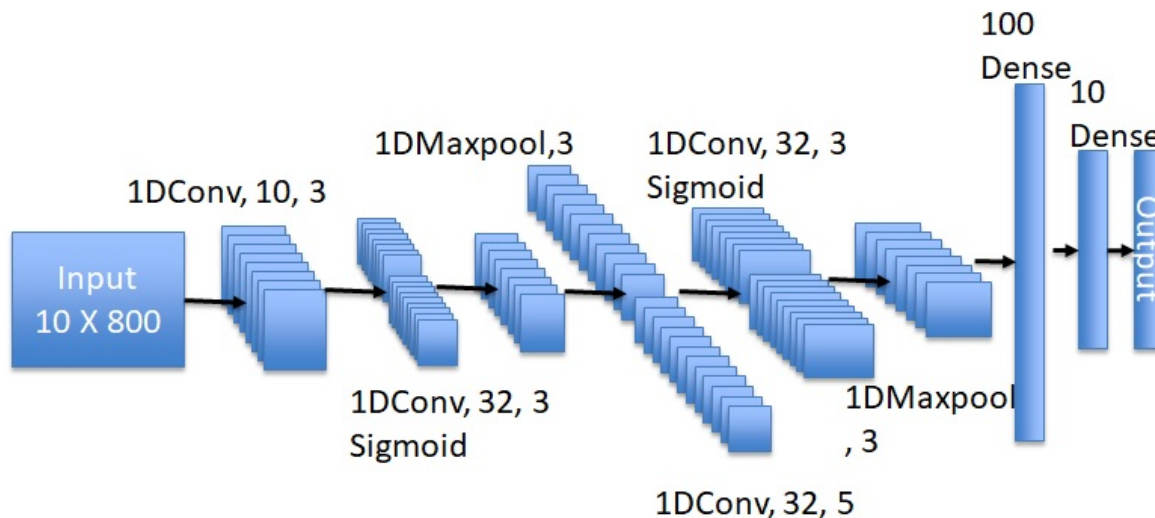 100
Dense
10
Dense
1DMaxpool,3
1DConv, 32, 3
Sigmoid
1DConv, 10, 3
Input
10 X 800
Output
1DConv, 32, 3
Sigmoid
1DMaxpool
, 3
1DConv, 32, 5